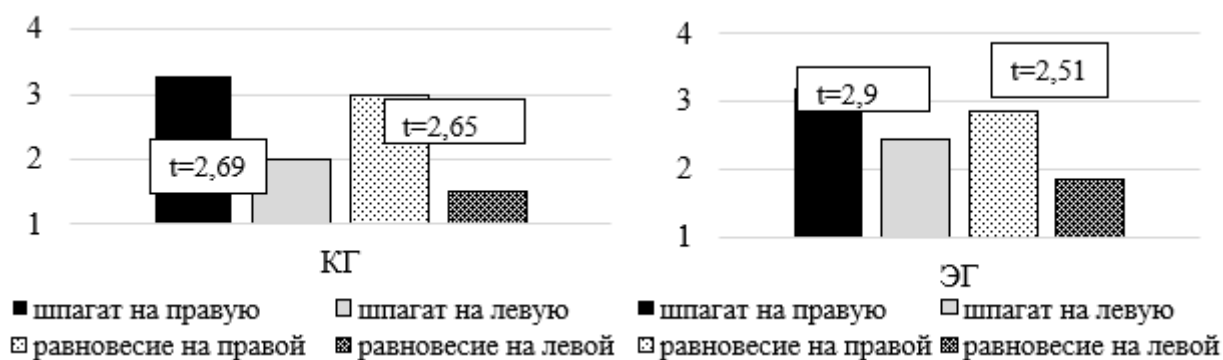 4
3
2
1
t=2,69
t=2,65
КГ
■ шпагат на правую □ шпагат на левую
равновесие на правой равновесие на левой
4
3
2
1
t=2,9
t=2,51
ЭГ
■ шпагат на правую □ шпагат на левую
равновесие на правой равновесие на левой